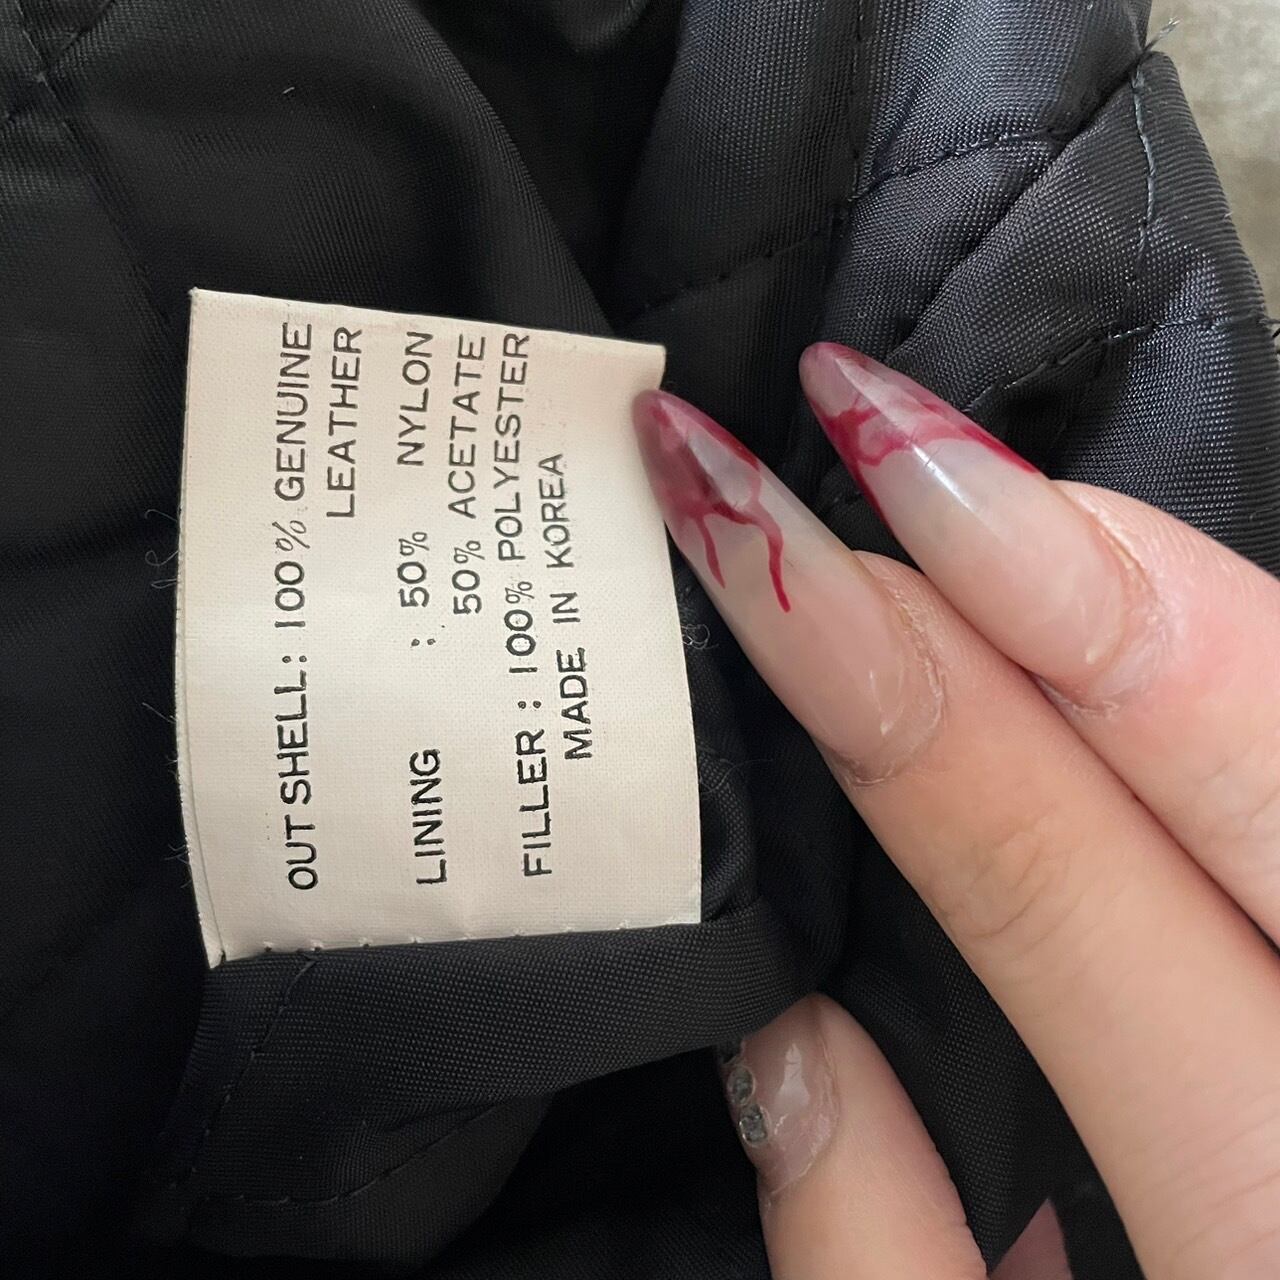 OUT SHELL: 100% GENUINE
LEATHER
LINING : 50% NYLON
50% ACETATE
FILLER : 100% POLYESTER
MADE IN KOREA